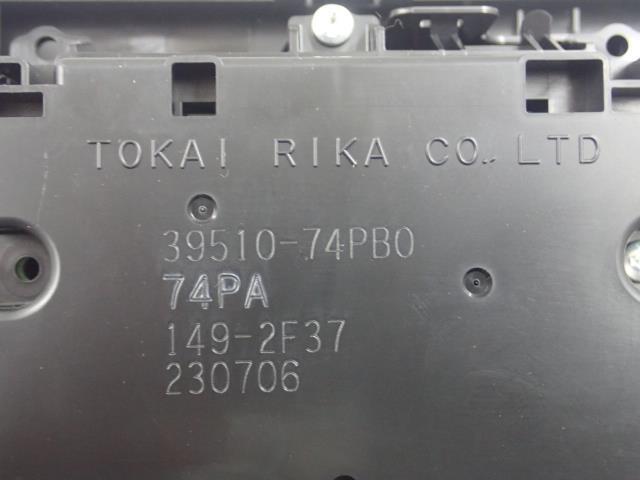 TOKAI RIKA CO., LTD
39510-74PB0
74PA
149-2F37
230706